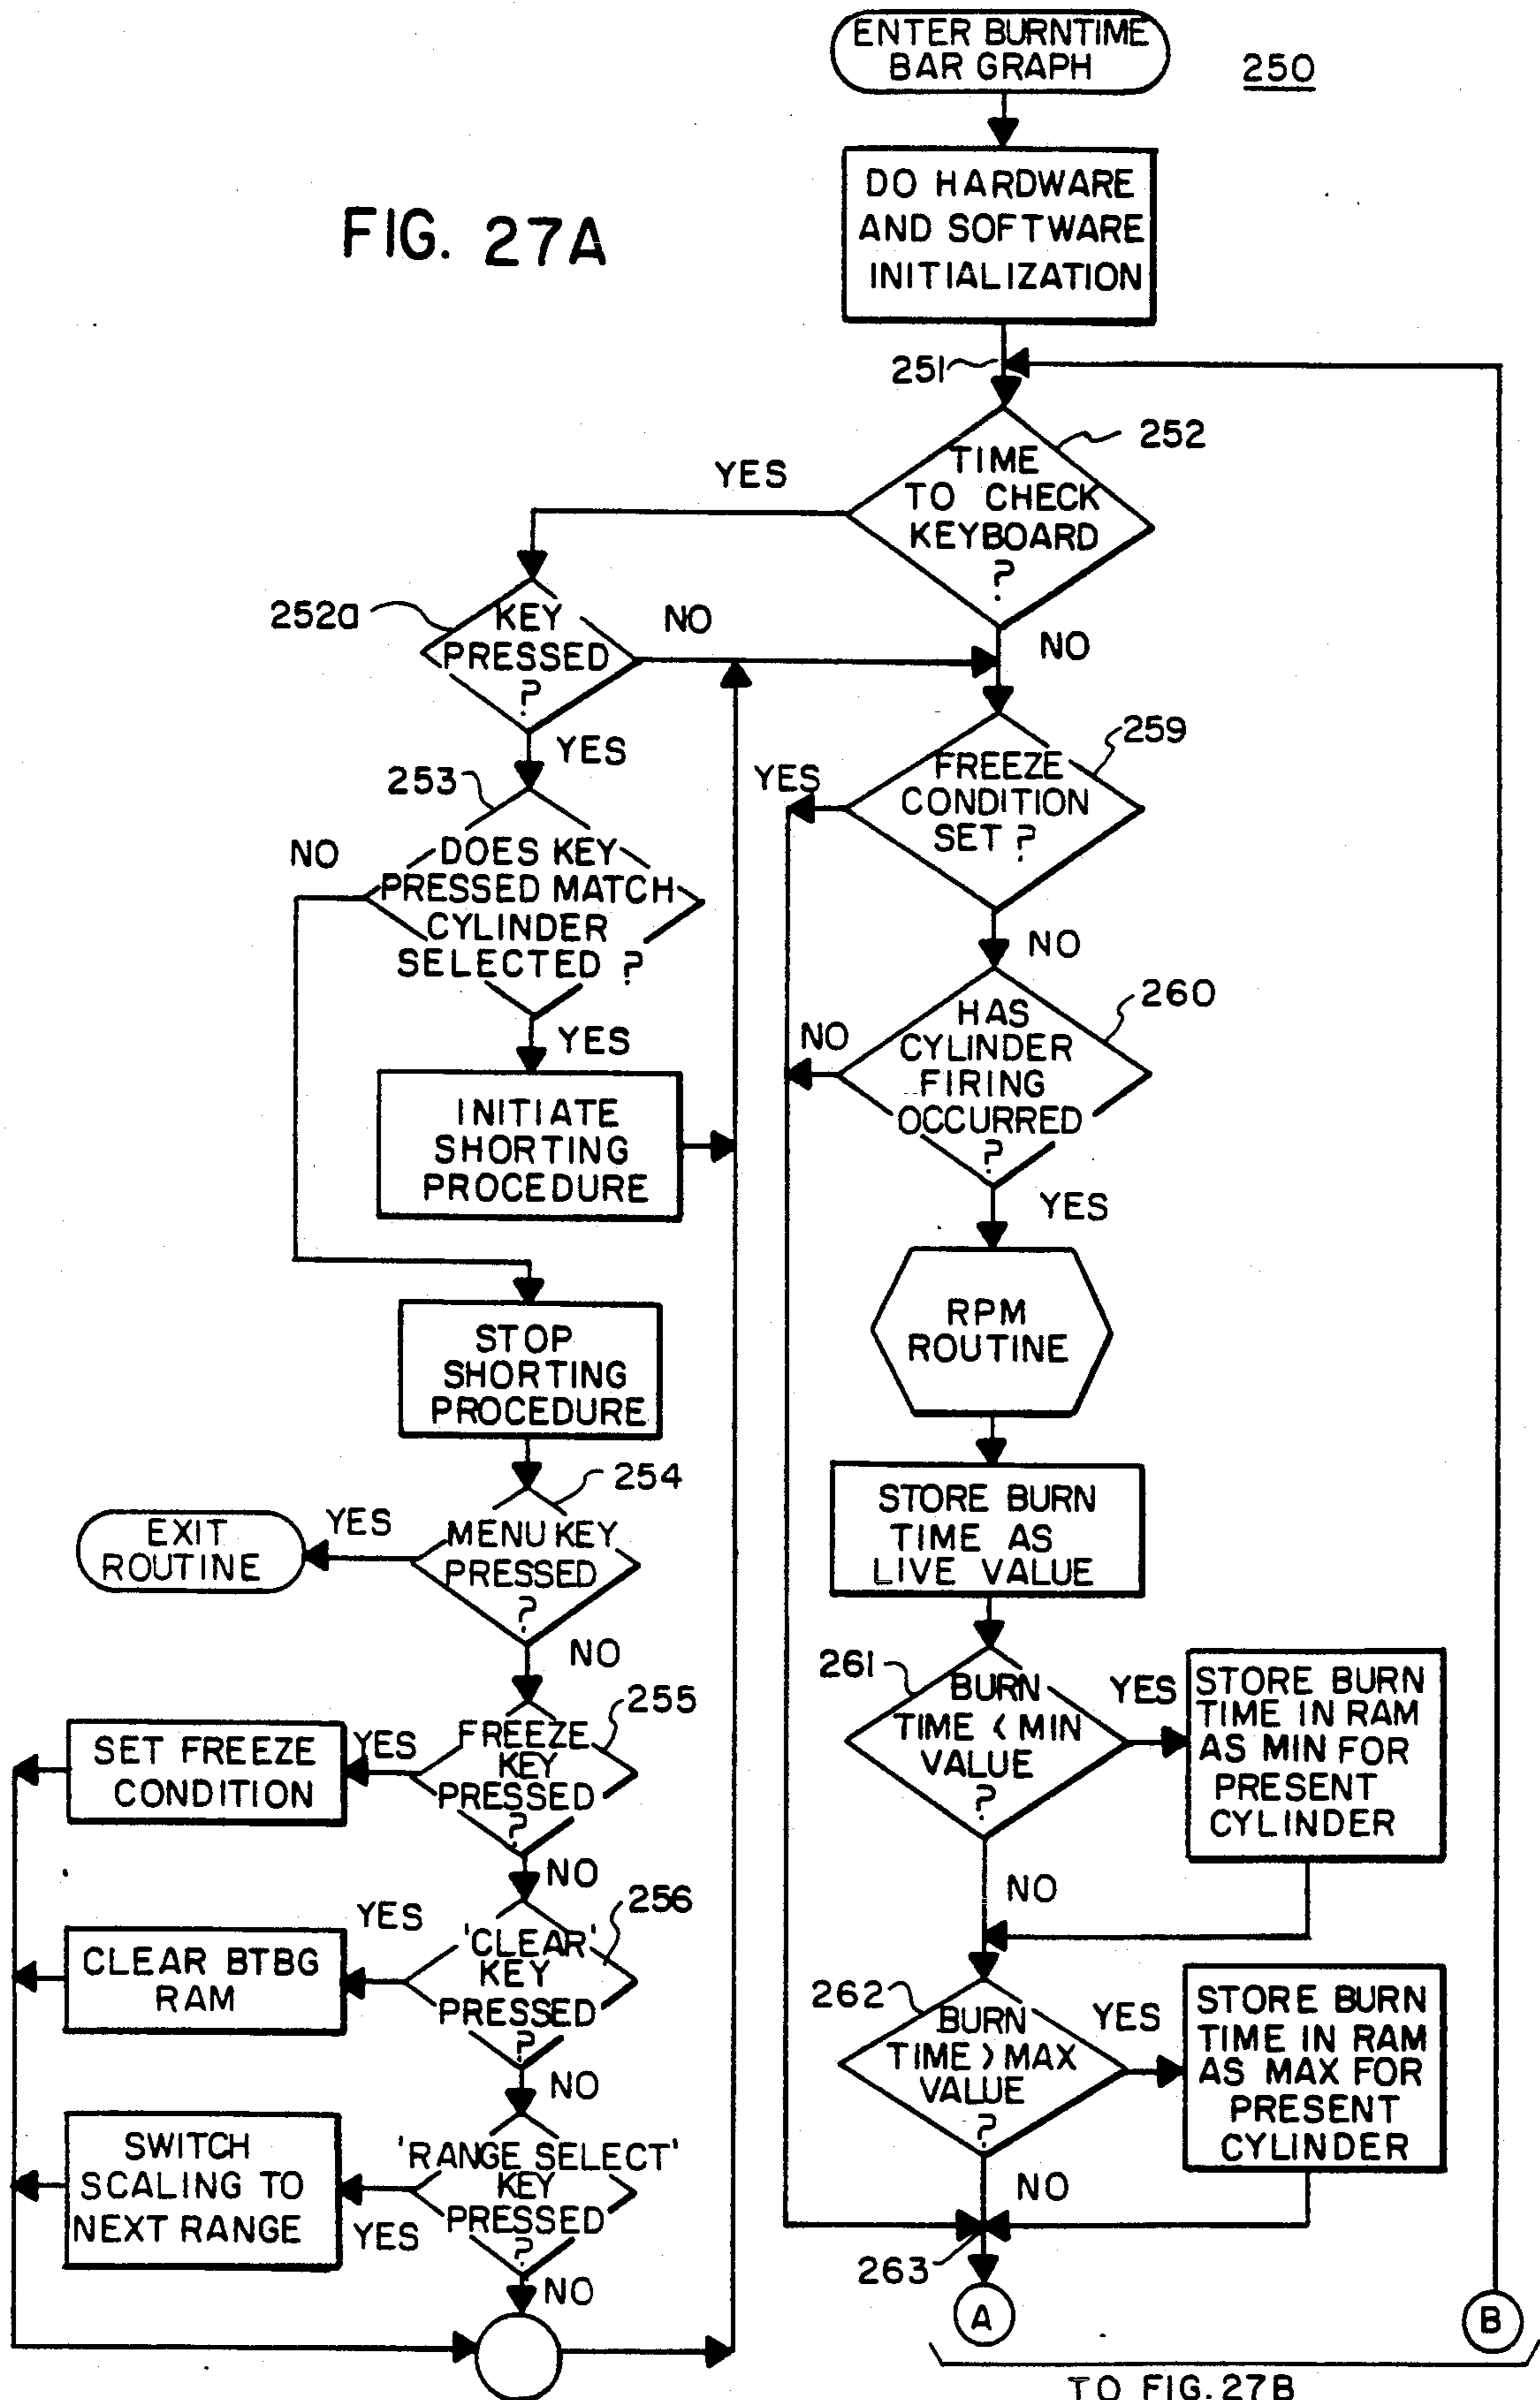 ENTER BURNTIME
BAR GRAPH
250
DO HARDWARE
AND SOFTWARE
INITIALIZATION
FIG. 27A
251
252
TIME
TO CHECK
KEYBOARD
?
YES
NO
252a
KEY
PRESSED
?
NO
YES
253
DOES KEY
PRESSED MATCH
CYLINDER
SELECTED ?
NO
YES
INITIATE
SHORTING
PROCEDURE
STOP
SHORTING
PROCEDURE
254
MENU KEY
PRESSED
?
YES
EXIT
ROUTINE
NO
255
FREEZE
KEY
PRESSED
?
YES
SET FREEZE
CONDITION
NO
256
'CLEAR'
KEY
PRESSED
?
YES
CLEAR BTBG
RAM
NO
'RANGE SELECT'
KEY
PRESSED
?
YES
SWITCH
SCALING TO
NEXT RANGE
NO
259
FREEZE
CONDITION
SET ?
YES
NO
260
HAS
CYLINDER
FIRING
OCCURRED
?
NO
YES
RPM
ROUTINE
STORE BURN
TIME AS
LIVE VALUE
261
BURN
TIME < MIN
VALUE
?
YES
STORE BURN
TIME IN RAM
AS MIN FOR
PRESENT
CYLINDER
NO
262
BURN
TIME > MAX
VALUE
?
YES
STORE BURN
TIME IN RAM
AS MAX FOR
PRESENT
CYLINDER
NO
263
A
B
TO FIG. 27B